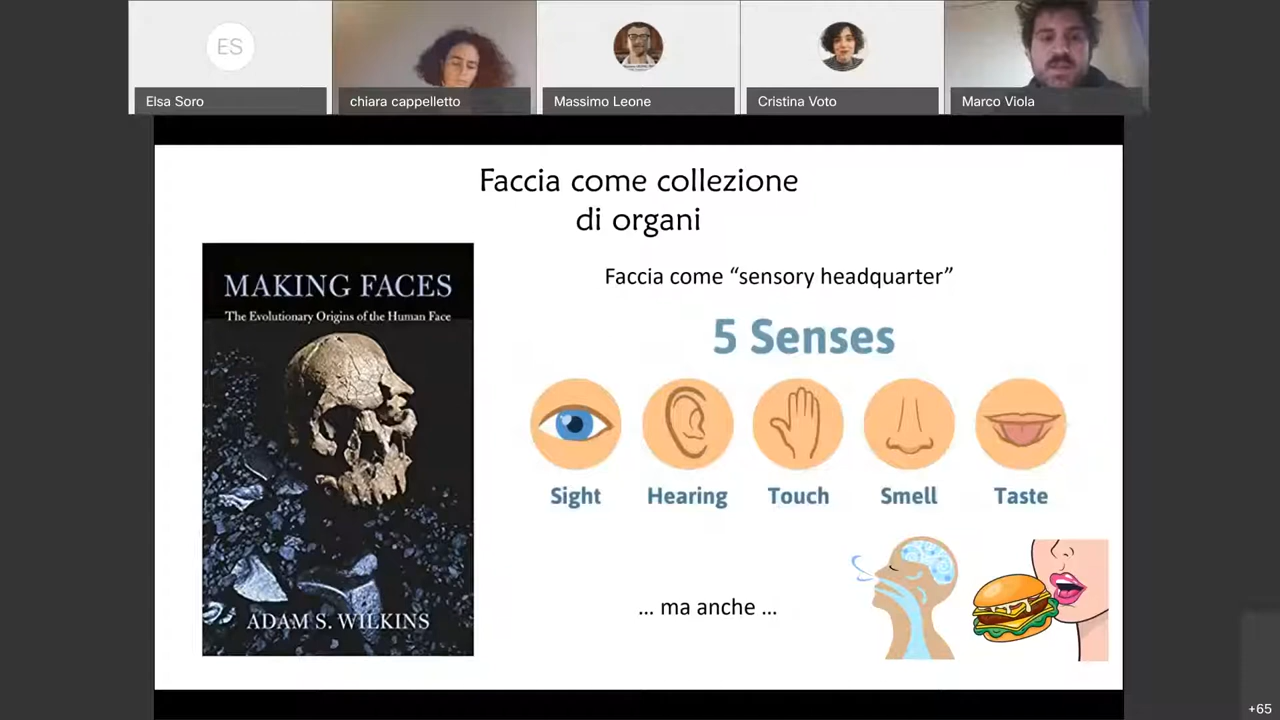 ES
Elsa Soro
chiara cappelletto
Massimo Leone
Cristina Voto
Marco Viola
Faccia come collezione
di organi
MAKING FACES
The Evolutionary Origins of the Human Face
ADAM S. WILKINS
Faccia come “sensory headquarter”
5 Senses
Sight
Hearing
Touch
Smell
Taste
... ma anche ...
+65